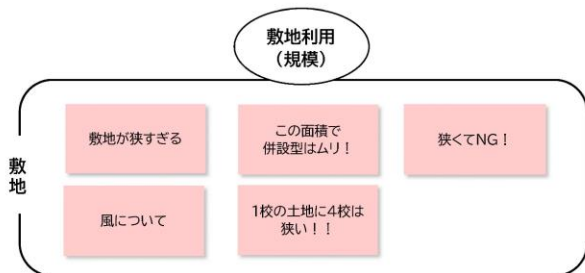 敷地利用
（規模）
敷地
敷地が狭すぎる
この面積で
併設型はムリ！
狭くてNG！
風について
1校の土地に4校は
狭い！！